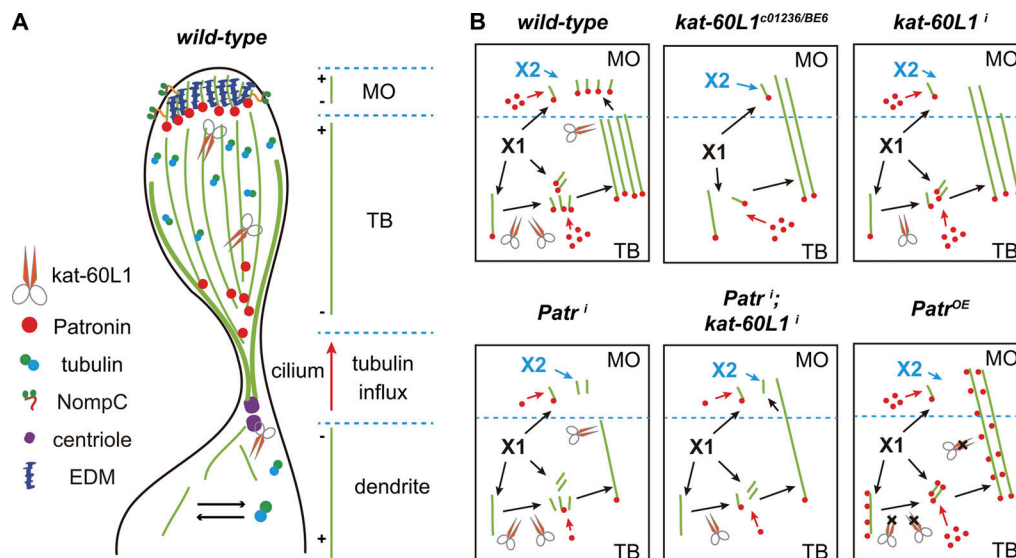 A
wild-type
+
-
MO
+
TB
-
cilium
tubulin
influx
-
dendrite
+
kat-60L1
Patronin
tubulin
NompC
centriole
EDM
B
wild-type
MO
X2
X1
TB
kat-60L1c01236/BE6
MO
X2
X1
TB
kat-60L1 i
MO
X2
X1
TB
Patr i
MO
X2
X1
TB
Patr i;
kat-60L1 i
MO
X2
X1
TB
PatrOE
MO
X2
X1
TB